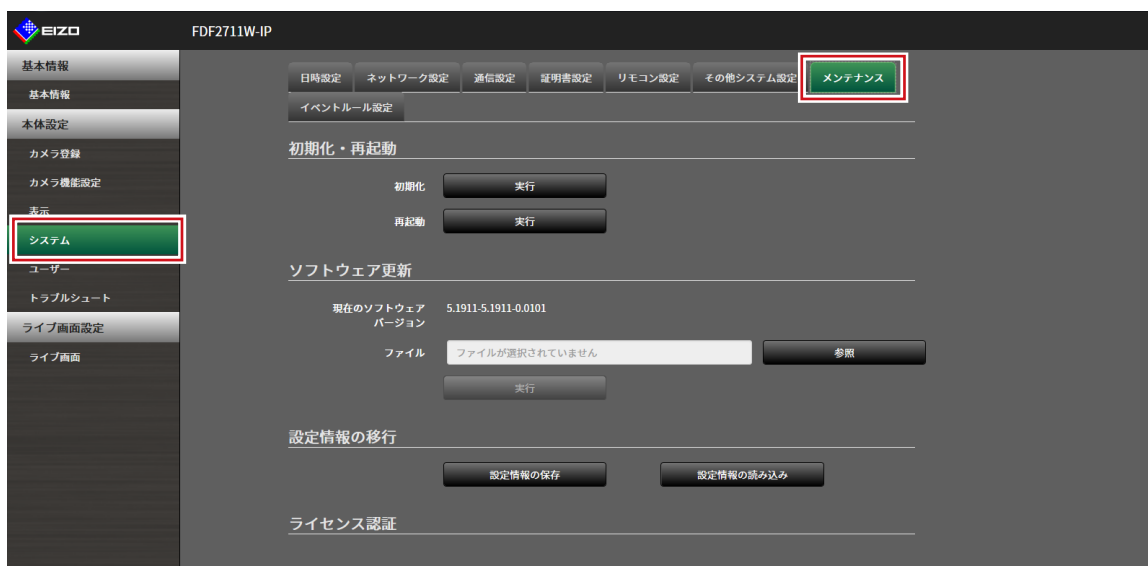 EIZO
FDF2711W-IP
基本情報
基本情報
本体設定
カメラ登録
カメラ機能設定
表示
システム
ユーザー
トラブルシュート
ライブ画面設定
ライブ画面
日時設定 ネットワーク設定 通信設定 証明書設定 リモコン設定 その他システム設定 メンテナンス
イベントルール設定
初期化・再起動
初期化 実行
再起動 実行
ソフトウェア更新
現在のソフトウェア 5.1911-5.1911-0.0101
バージョン
ファイル ファイルが選択されていません 参照
実行
設定情報の移行
設定情報の保存 設定情報の読み込み
ライセンス認証